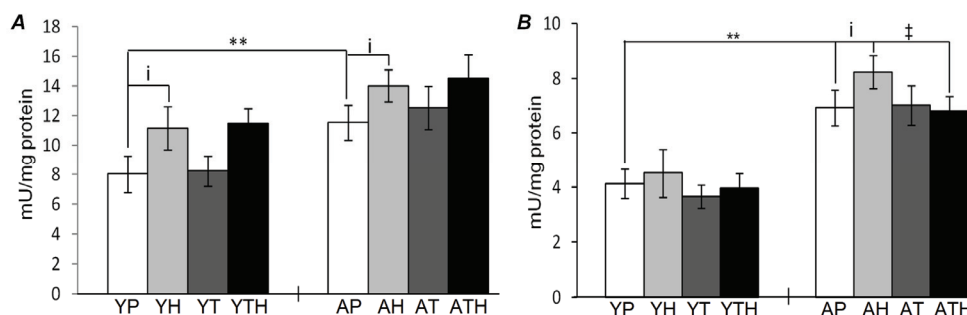 A
mU/mg protein
18
16
14
12
10
8
6
4
2
0
**
i
i
YP YH YT YTH AP AH AT ATH
B
mU/mg protein
10
8
6
4
2
0
** i ‡
YP YH YT YTH AP AH AT ATH